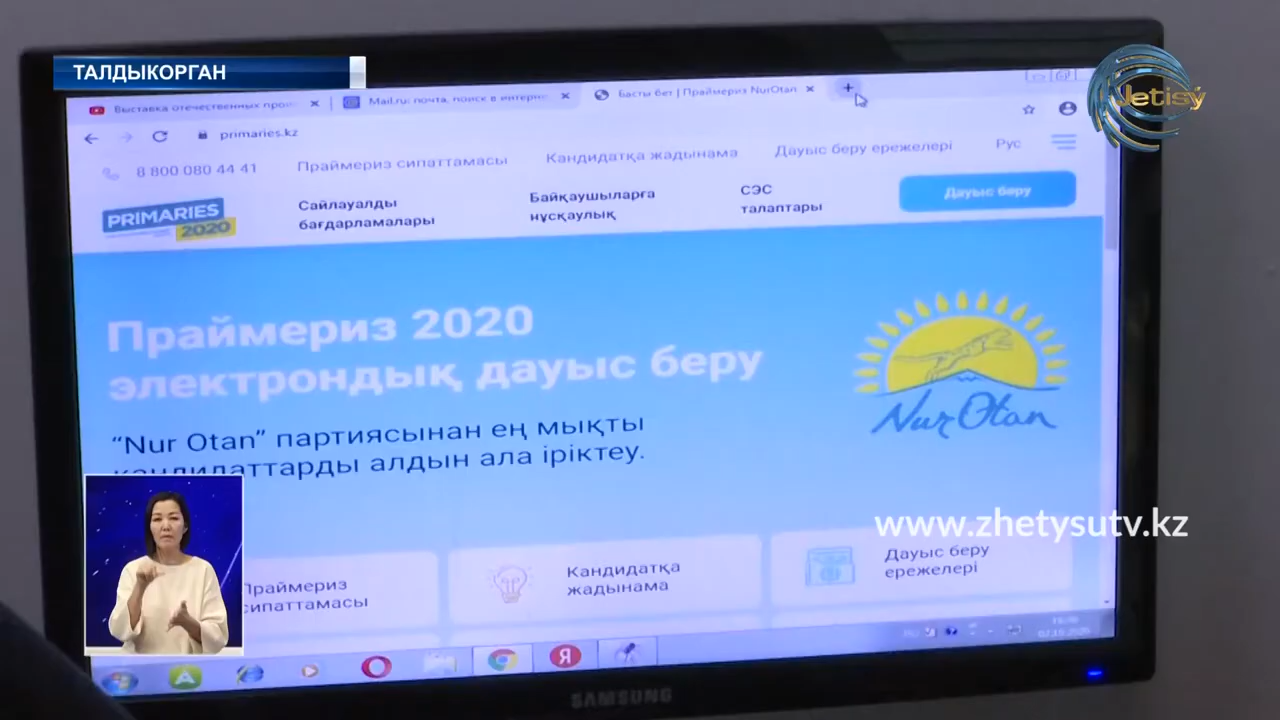 ТАЛДЫКОРГАН
Jetisý
Выставка отечественных прои
Mail.ru: почта, поиск в интерне
Басты бет | Праймериз NurOtan
primaries.kz
8 800 080 44 41
Праймериз сипаттамасы
Кандидатқа жадынама
Дауыс беру ережелері
Рус
PRIMARIES
2020
Сайлауалды
бағдарламалары
Байқаушыларға
нұсқаулық
СЭС
талаптары
Дауыс беру
Праймериз 2020
электрондық дауыс беру
“Nur Otan” партиясынан ең мықты
кандидаттарды алдын ала іріктеу.
Nur Otan
www.zhetysutv.kz
Праймериз
сипаттамасы
Кандидатқа
жадынама
Дауыс беру
ережелері
SAMSUNG